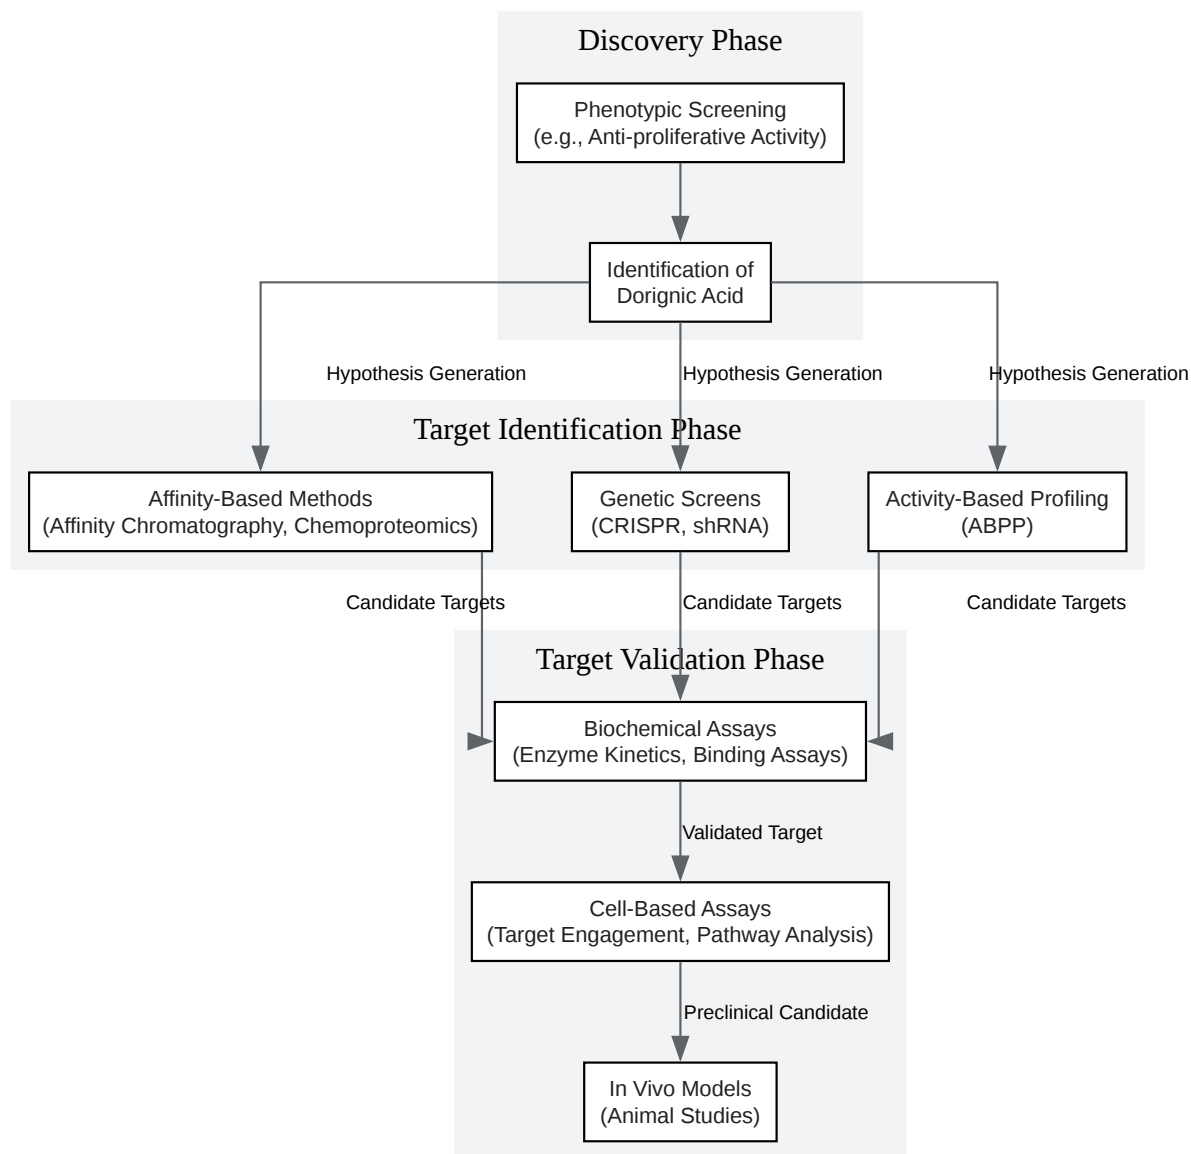 Discovery Phase
Phenotypic Screening
(e.g., Anti-proliferative Activity)
Identification of
Dorignic Acid
Hypothesis Generation
Hypothesis Generation
Hypothesis Generation
Target Identification Phase
Affinity-Based Methods
(Affinity Chromatography, Chemoproteomics)
Genetic Screens
(CRISPR, shRNA)
Activity-Based Profiling
(ABPP)
Candidate Targets
Candidate Targets
Candidate Targets
Target Validation Phase
Biochemical Assays
(Enzyme Kinetics, Binding Assays)
Validated Target
Cell-Based Assays
(Target Engagement, Pathway Analysis)
Preclinical Candidate
In Vivo Models
(Animal Studies)